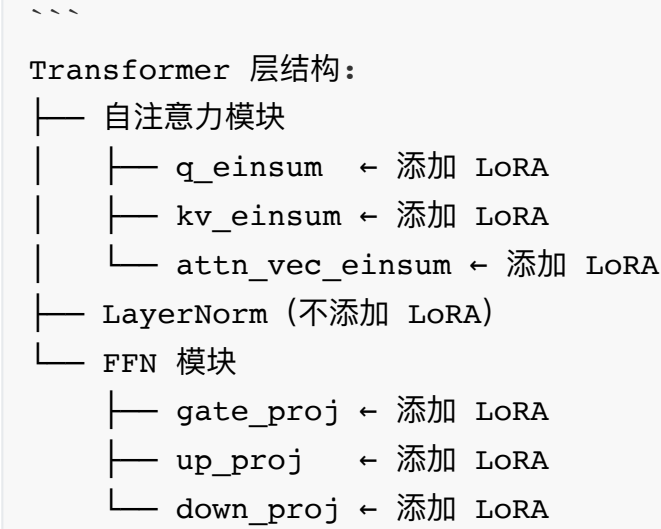 ```
Transformer 层结构:
├── 自注意力模块
│   ├── q_einsum  ← 添加 LoRA
│   ├── kv_einsum ← 添加 LoRA
│   └── attn_vec_einsum ← 添加 LoRA
├── LayerNorm（不添加 LoRA）
└── FFN 模块
    ├── gate_proj ← 添加 LoRA
    ├── up_proj   ← 添加 LoRA
    └── down_proj ← 添加 LoRA